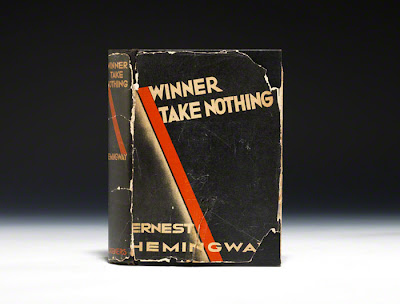 WINNER
TAKE
NOTHING
HEMINGWAY
WINNER
TAKE NOTHING
ERNEST
HEMINGWA